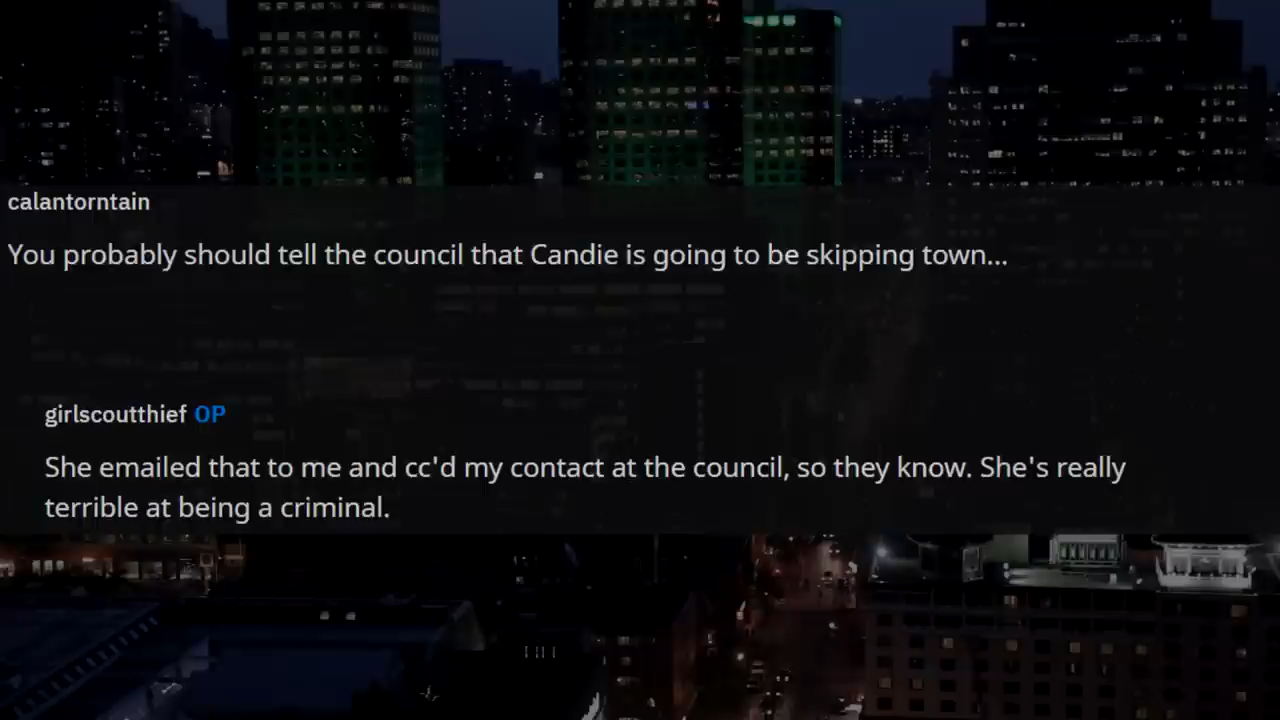 calantorntain
You probably should tell the council that Candie is going to be skipping town...
girlscoutthief OP
She emailed that to me and cc'd my contact at the council, so they know. She's really
terrible at being a criminal.